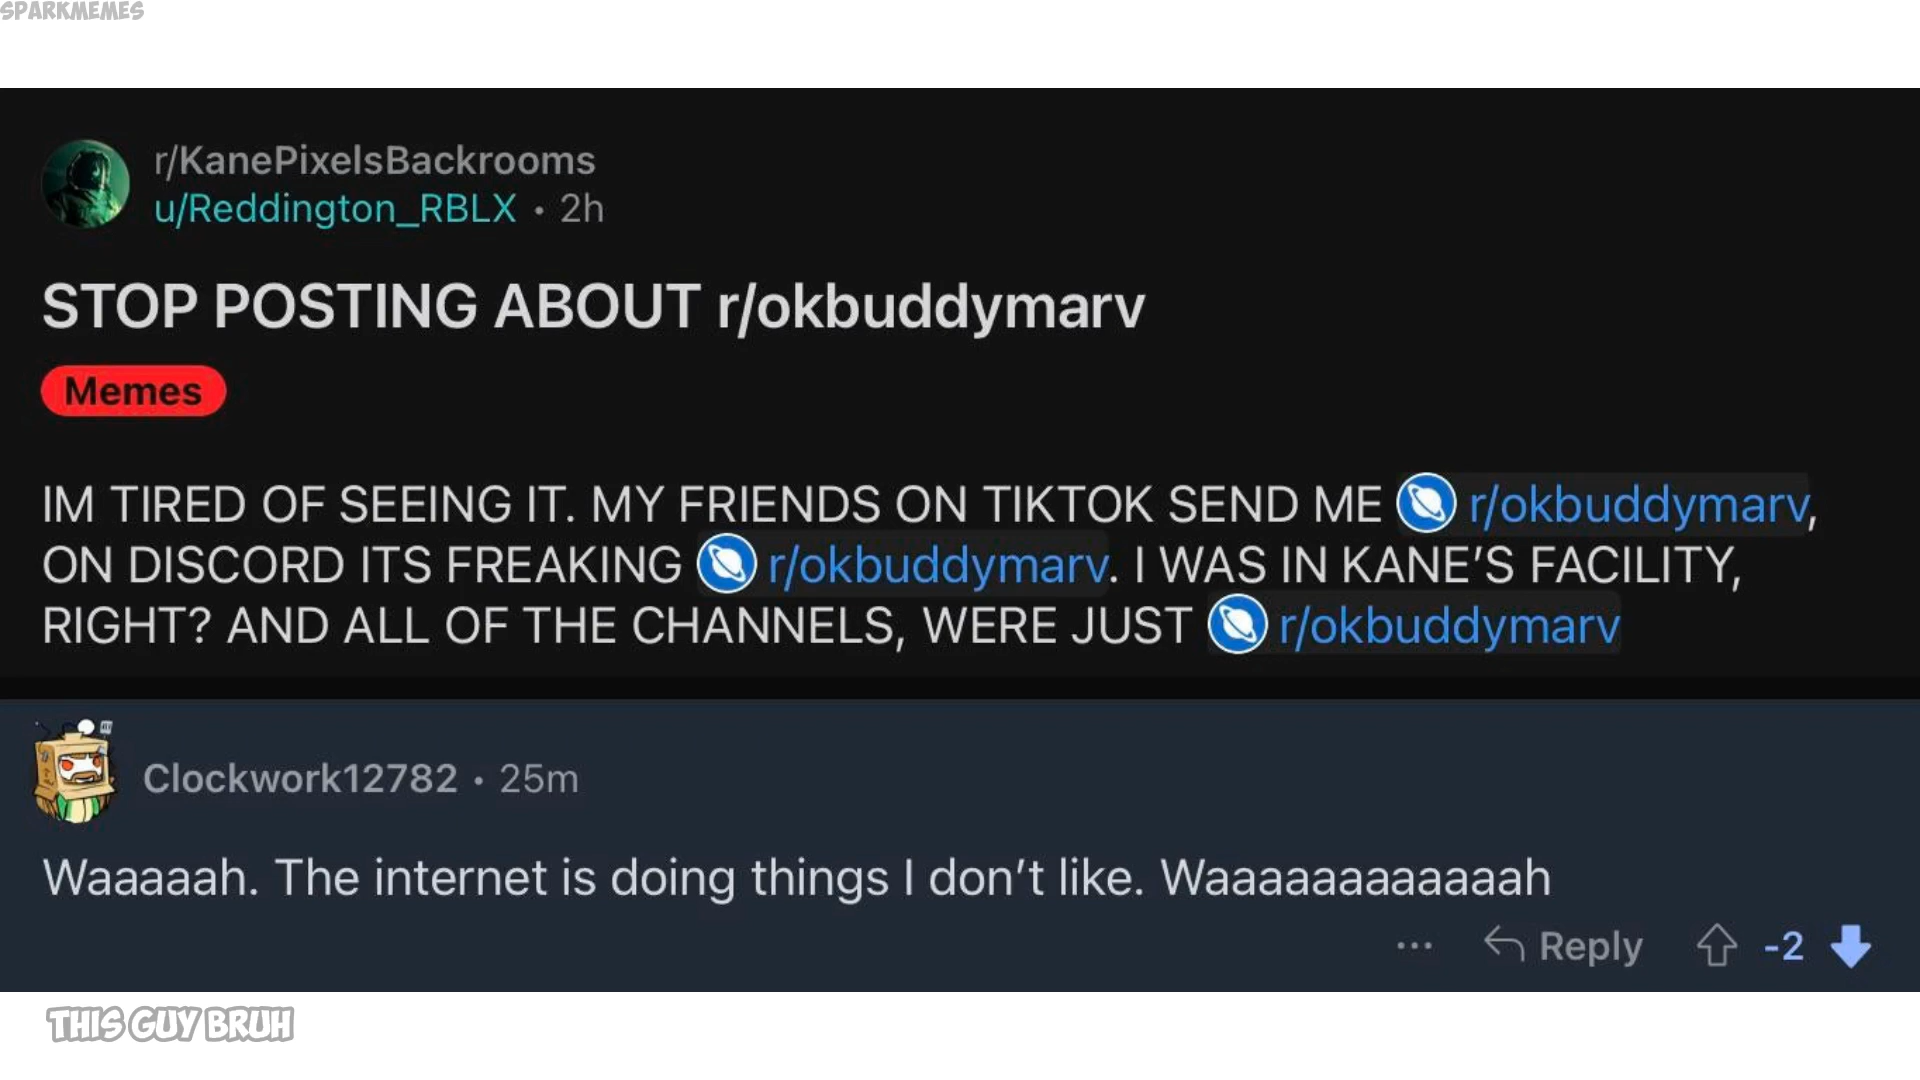 SPARKMEMES
r/KanePixelsBackrooms
u/Reddington_RBLX • 2h
STOP POSTING ABOUT r/okbuddymarv
Memes
IM TIRED OF SEEING IT. MY FRIENDS ON TIKTOK SEND ME r/okbuddymarv,
ON DISCORD ITS FREAKING r/okbuddymarv. I WAS IN KANE’S FACILITY,
RIGHT? AND ALL OF THE CHANNELS, WERE JUST r/okbuddymarv
Clockwork12782 • 25m
Waaaaah. The internet is doing things I don’t like. Waaaaaaaaaaaah
... Reply -2
THIS GUY BRUH